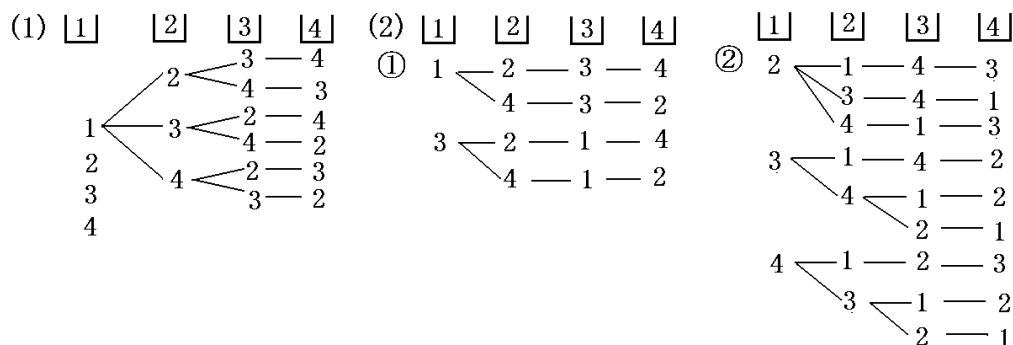 (1) 1 2 3 4
3 — 4
2
4 — 3
2 — 4
1 3
4 — 2
2
2 — 3
4
3
3 — 2
4
(2) 1 2 3 4
① 1 2 — 3 — 4
4 — 3 — 2
3 2 — 1 — 4
4 — 1 — 2
1 2 3 4
② 2 — 1 — 4 — 3
3 — 4 — 1
4 — 1 — 3
3 — 1 — 4 — 2
4 — 1 — 2
2 — 1
4 — 1 — 2 — 3
3 — 1 — 2
2 — 1